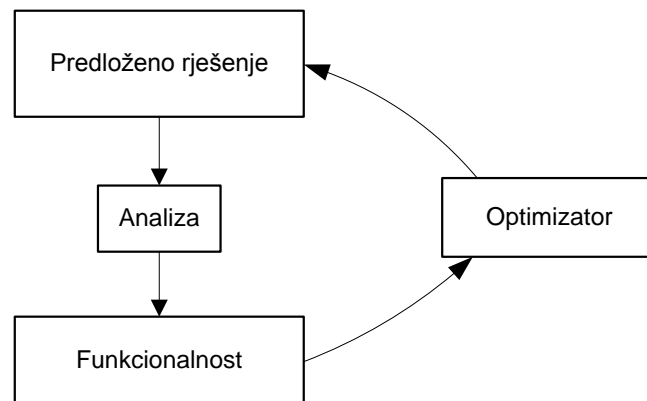 Predloženo rješenje
Analiza
Optimizator
Funkcionalnost